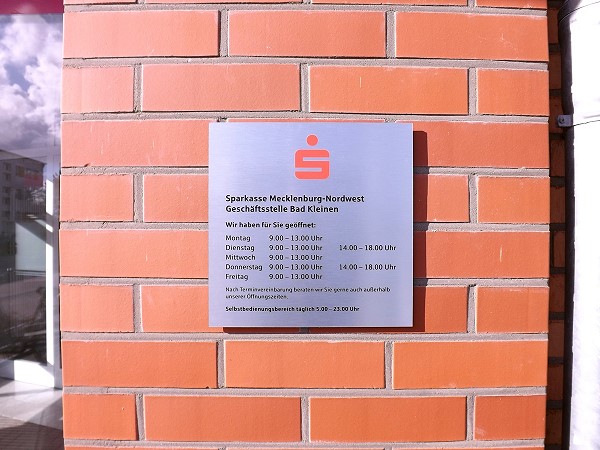 Sparkasse Mecklenburg-Nordwest
Geschäftsstelle Bad Kleinen
Wir haben für Sie geöffnet:
Montag 9.00 – 13.00 Uhr
Dienstag 9.00 – 13.00 Uhr 14.00 – 18.00 Uhr
Mittwoch 9.00 – 13.00 Uhr
Donnerstag 9.00 – 13.00 Uhr 14.00 – 18.00 Uhr
Freitag 9.00 – 13.00 Uhr
Nach Terminvereinbarung beraten wir Sie gerne auch außerhalb
unserer Öffnungszeiten.
Selbstbedienungsbereich täglich 5.00 – 23.00 Uhr